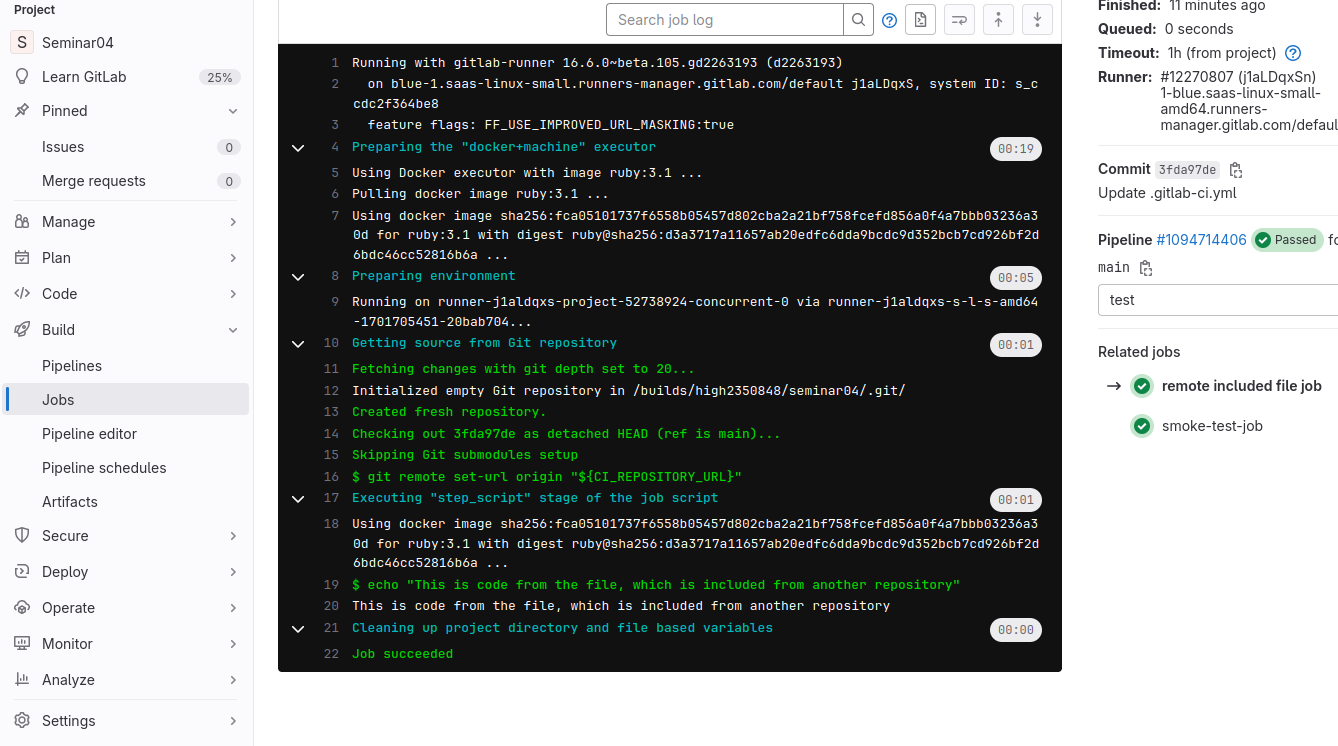 Project
S Seminar04
Learn GitLab 25%
Pinned
Issues 0
Merge requests 0
Manage
Plan
Code
Build
Pipelines
Jobs
Pipeline editor
Pipeline schedules
Artifacts
Secure
Deploy
Operate
Monitor
Analyze
Settings
Search job log
1 Running with gitlab-runner 16.6.0~beta.105.gd2263193 (d2263193)
2 on blue-1.saas-linux-small.runners-manager.gitlab.com/default j1aLDqxS, system ID: s_c
cdc2f364be8
3 feature flags: FF_USE_IMPROVED_URL_MASKING:true
4 Preparing the "docker+machine" executor 00:19
5 Using Docker executor with image ruby:3.1 ...
6 Pulling docker image ruby:3.1 ...
7 Using docker image sha256:fca05101737f6558b05457d802cba2a21bf758fcefd856a0f4a7bbb03236a3
0d for ruby:3.1 with digest ruby@sha256:d3a3717a11657ab20edfc6dda9bcdc9d352bcb7cd926bf2d
6bdc46cc52816b6a ...
8 Preparing environment 00:05
9 Running on runner-j1aldqxs-project-52738924-concurrent-0 via runner-j1aldqxs-s-l-s-amd64
-1701705451-20bab704...
10 Getting source from Git repository 00:01
11 Fetching changes with git depth set to 20...
12 Initialized empty Git repository in /builds/high2350848/seminar04/.git/
13 Created fresh repository.
14 Checking out 3fda97de as detached HEAD (ref is main)...
15 Skipping Git submodules setup
16 $ git remote set-url origin "${CI_REPOSITORY_URL}"
17 Executing "step_script" stage of the job script 00:01
18 Using docker image sha256:fca05101737f6558b05457d802cba2a21bf758fcefd856a0f4a7bbb03236a3
0d for ruby:3.1 with digest ruby@sha256:d3a3717a11657ab20edfc6dda9bcdc9d352bcb7cd926bf2d
6bdc46cc52816b6a ...
19 $ echo "This is code from the file, which is included from another repository"
20 This is code from the file, which is included from another repository
21 Cleaning up project directory and file based variables 00:00
22 Job succeeded
Finished: 11 minutes ago
Queued: 0 seconds
Timeout: 1h (from project)
Runner: #12270807 (j1aLDqxSn)
1-blue.saas-linux-small-
amd64.runners-
manager.gitlab.com/defaul
Commit 3fda97de
Update .gitlab-ci.yml
Pipeline #1094714406 Passed fo
main
test
Related jobs
→ remote included file job
smoke-test-job